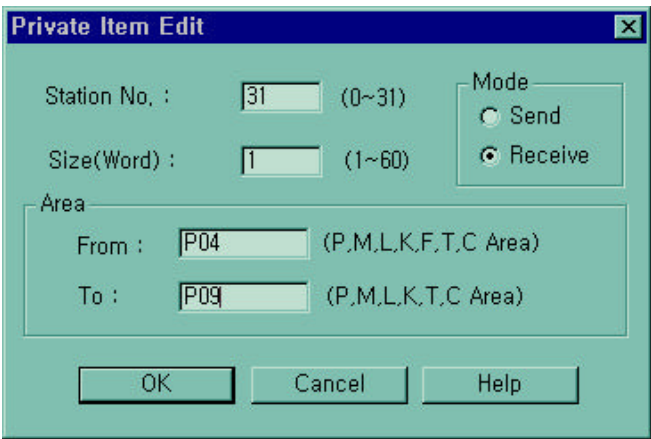 Private Item Edit
Station No, : 31 (0~31)
Mode
Send
Size(Word) : 1 (1~60)
Receive
Area
From : P04 (P,M,L,K,F,T,C Area)
To : P09 (P,M,L,K,T,C Area)
OK Cancel Help